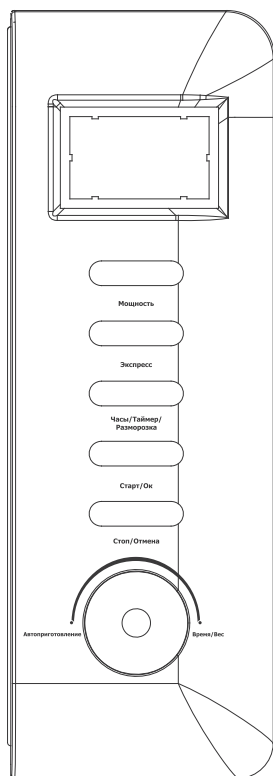 Мощность
Экспресс
Часы/Таймер/
Разморозка
Старт/Ок
Стоп/Отмена
Автоприготовление
Время/Вес